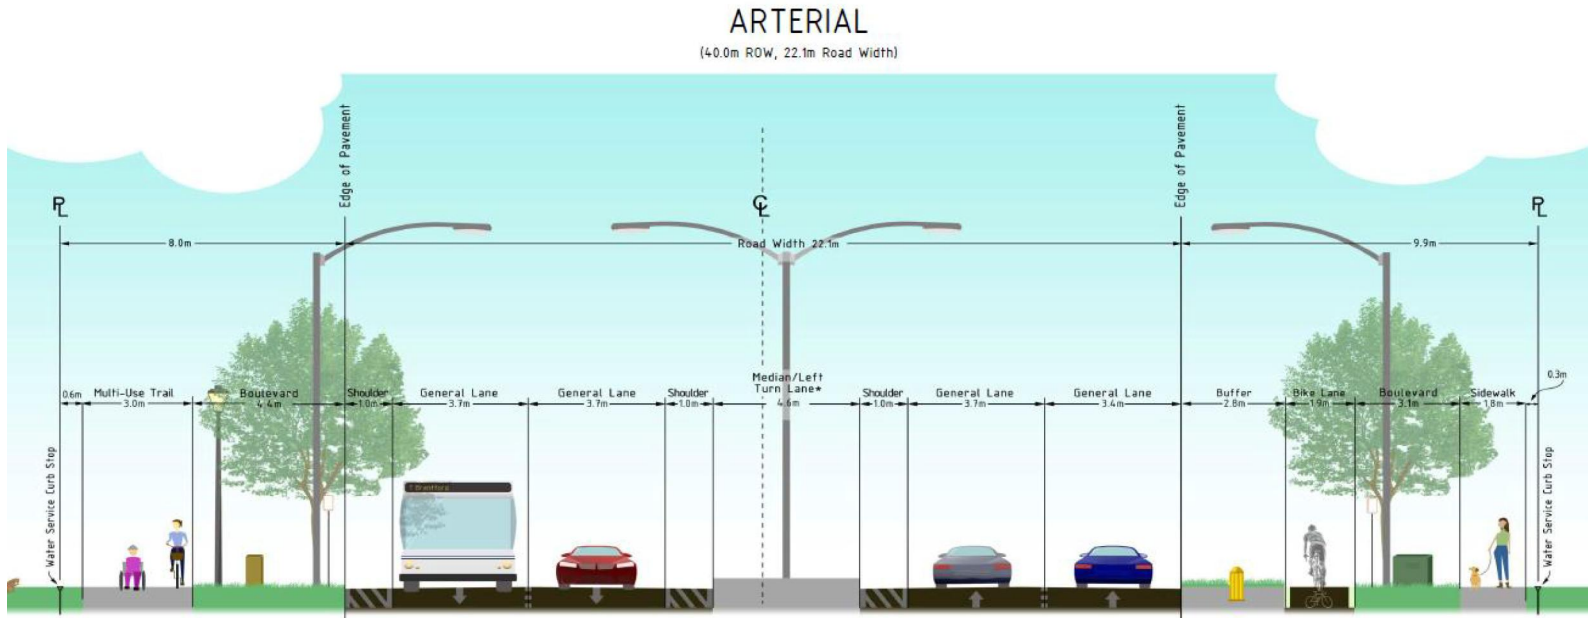 ARTERIAL
(40.0m ROW, 22.1m Road Width)
Edge of Pavement
Edge of Pavement
PL
CL
PL
8.0m
Road Width 22.1m
9.9m
0.6m
Multi-Use Trail
3.0m
Boulevard
4.4m
Shoulder
1.0m
General Lane
3.7m
General Lane
3.7m
Shoulder
1.0m
Median/Left
Turn Lane*
4.6m
Shoulder
1.0m
General Lane
3.7m
General Lane
3.4m
Buffer
2.8m
Bike Lane
1.9m
Boulevard
3.1m
Sidewalk
1.8m
0.3m
Water Service Curb Stop
Brantford
Water Service Curb Stop